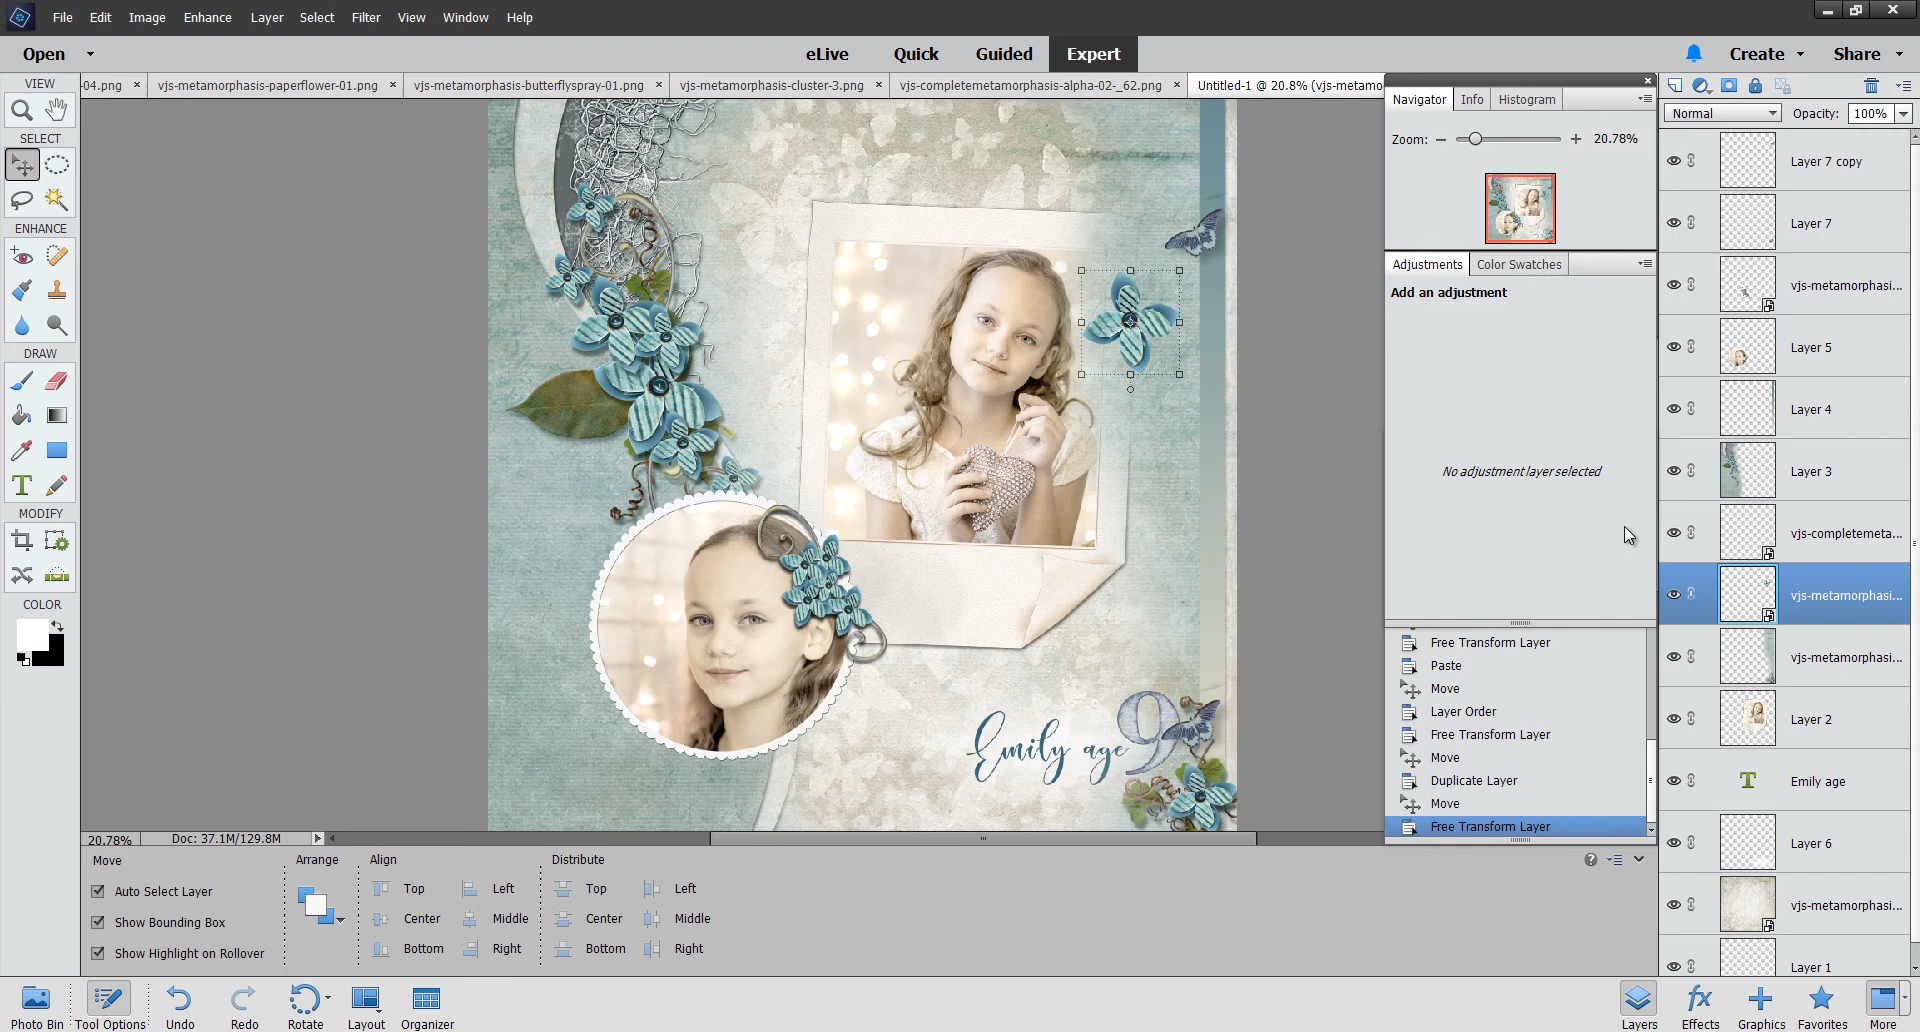 File Edit Image Enhance Layer Select Filter View Window Help
Open eLive Quick Guided Expert Create Share
-04.png × vjs-metamorphasis-paperflower-01.png × vjs-metamorphasis-butterflyspray-01.png × vjs-metamorphasis-cluster-3.png × vjs-completemetamorphasis-alpha-02-_62.png × Untitled-1 @ 20.8% (vjs-metamo
VIEW
SELECT
ENHANCE
DRAW
MODIFY
COLOR
Navigator Info Histogram
Zoom: 20.78%
Adjustments Color Swatches
Add an adjustment
No adjustment layer selected
Free Transform Layer
Paste
Move
Layer Order
Free Transform Layer
Move
Duplicate Layer
Move
Free Transform Layer
Normal Opacity: 100%
Layer 7 copy
Layer 7
vjs-metamorphasi...
Layer 5
Layer 4
Layer 3
vjs-completemeta...
vjs-metamorphasi...
vjs-metamorphasi...
Layer 2
T Emily age
Layer 6
vjs-metamorphasi...
Layer 1
Emily age 9
20.78% Doc: 37.1M/129.8M
Move
Auto Select Layer
Show Bounding Box
Show Highlight on Rollover
Arrange
Align
Top Left
Center Middle
Bottom Right
Distribute
Top Left
Center Middle
Bottom Right
Photo Bin Tool Options Undo Redo Rotate Layout Organizer Layers Effects Graphics Favorites More